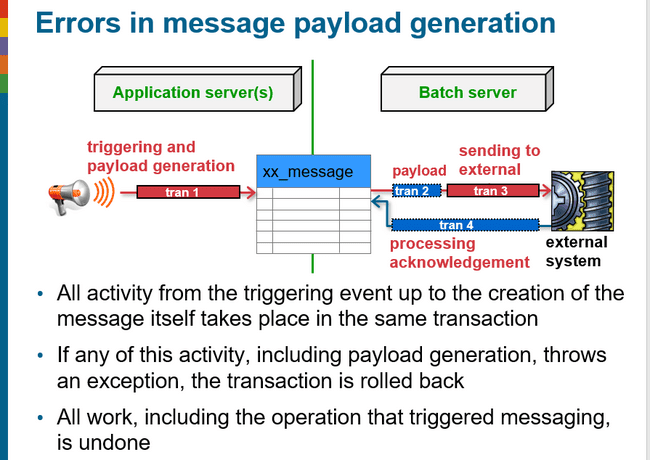 Errors in message payload generation
Application server(s)
Batch server
triggering and
payload generation
tran 1
xx_message
payload
sending to
external
tran 2
tran 3
tran 4
processing
acknowledgement
external
system
• All activity from the triggering event up to the creation of the
message itself takes place in the same transaction
• If any of this activity, including payload generation, throws
an exception, the transaction is rolled back
• All work, including the operation that triggered messaging,
is undone